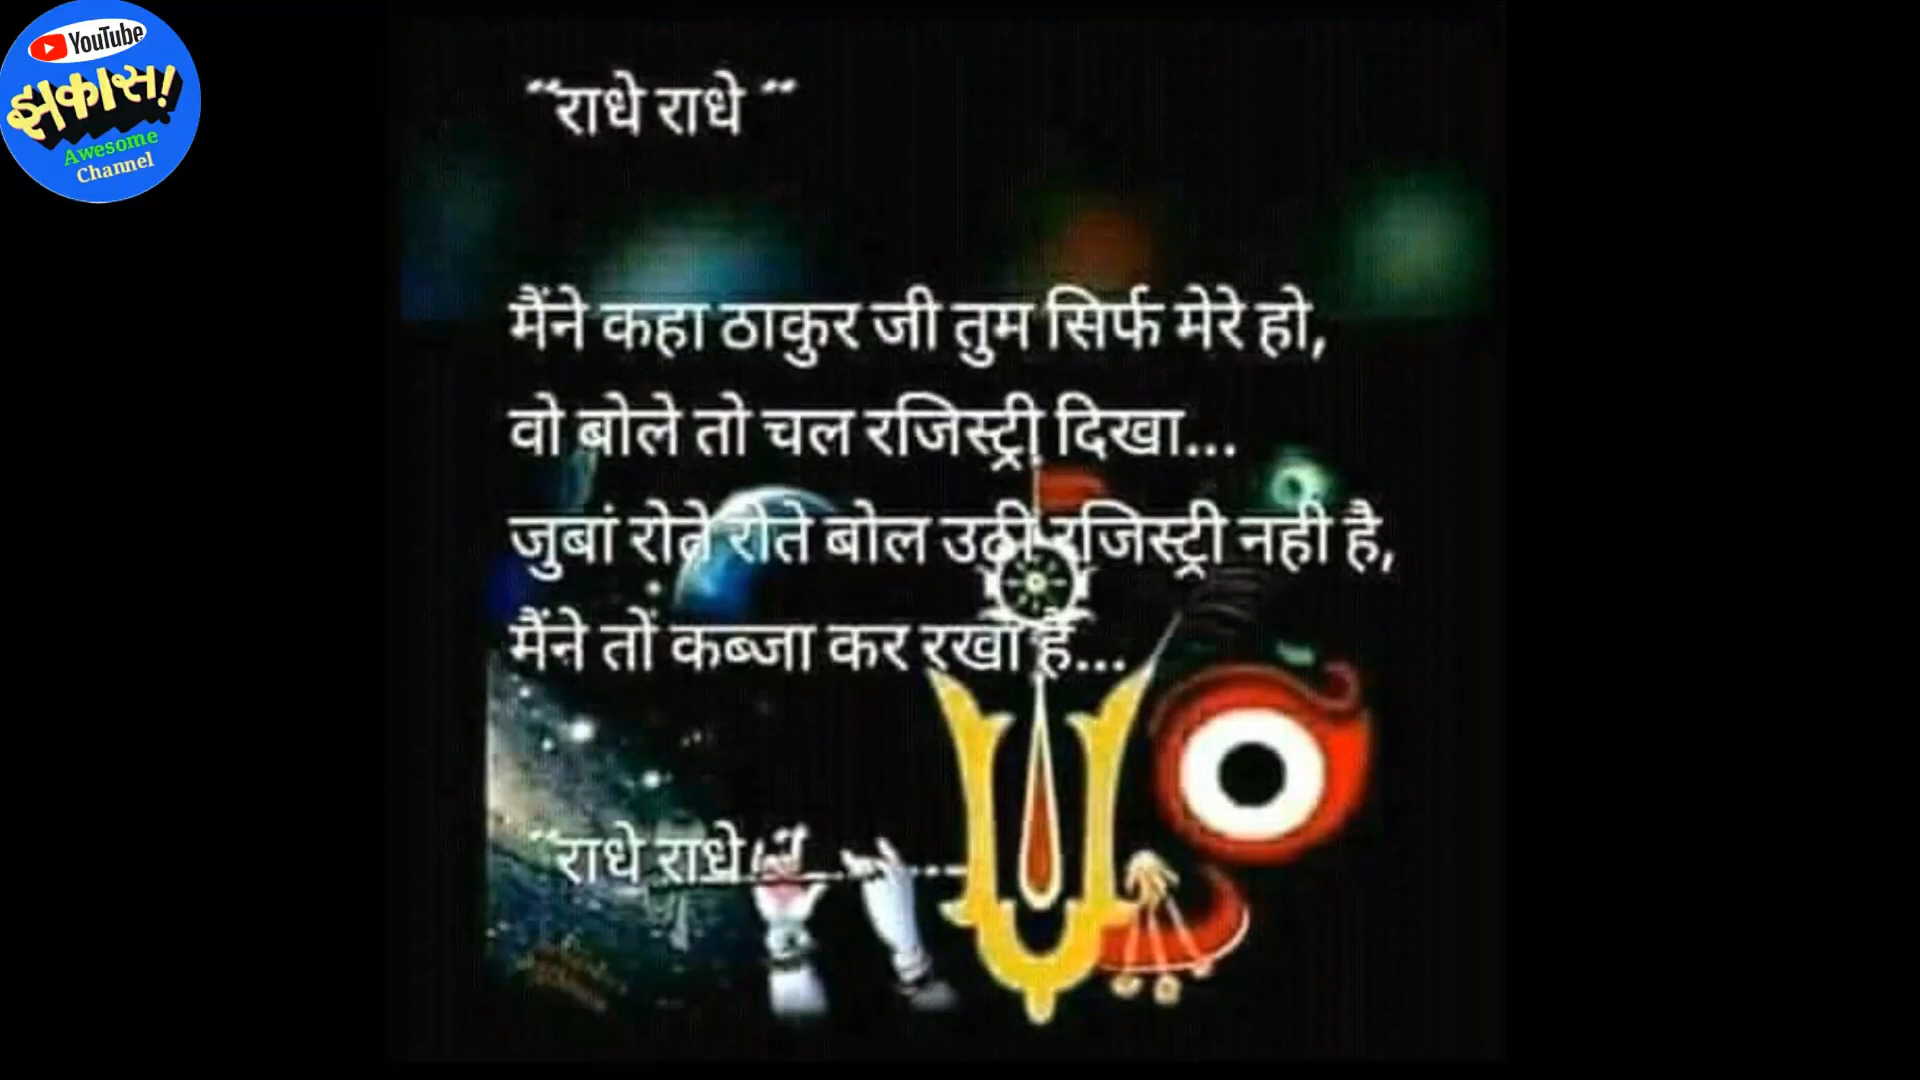 YouTube
झकास!
Awesome
Channel
"राधे राधे "
मैंने कहा ठाकुर जी तुम सिर्फ मेरे हो,
वो बोले तो चल रजिस्ट्री दिखा...
जुबां रोते रोते बोल उठी रजिस्ट्री नही है,
मैंने तों कब्जा कर रखा है...
"राधे राधे "